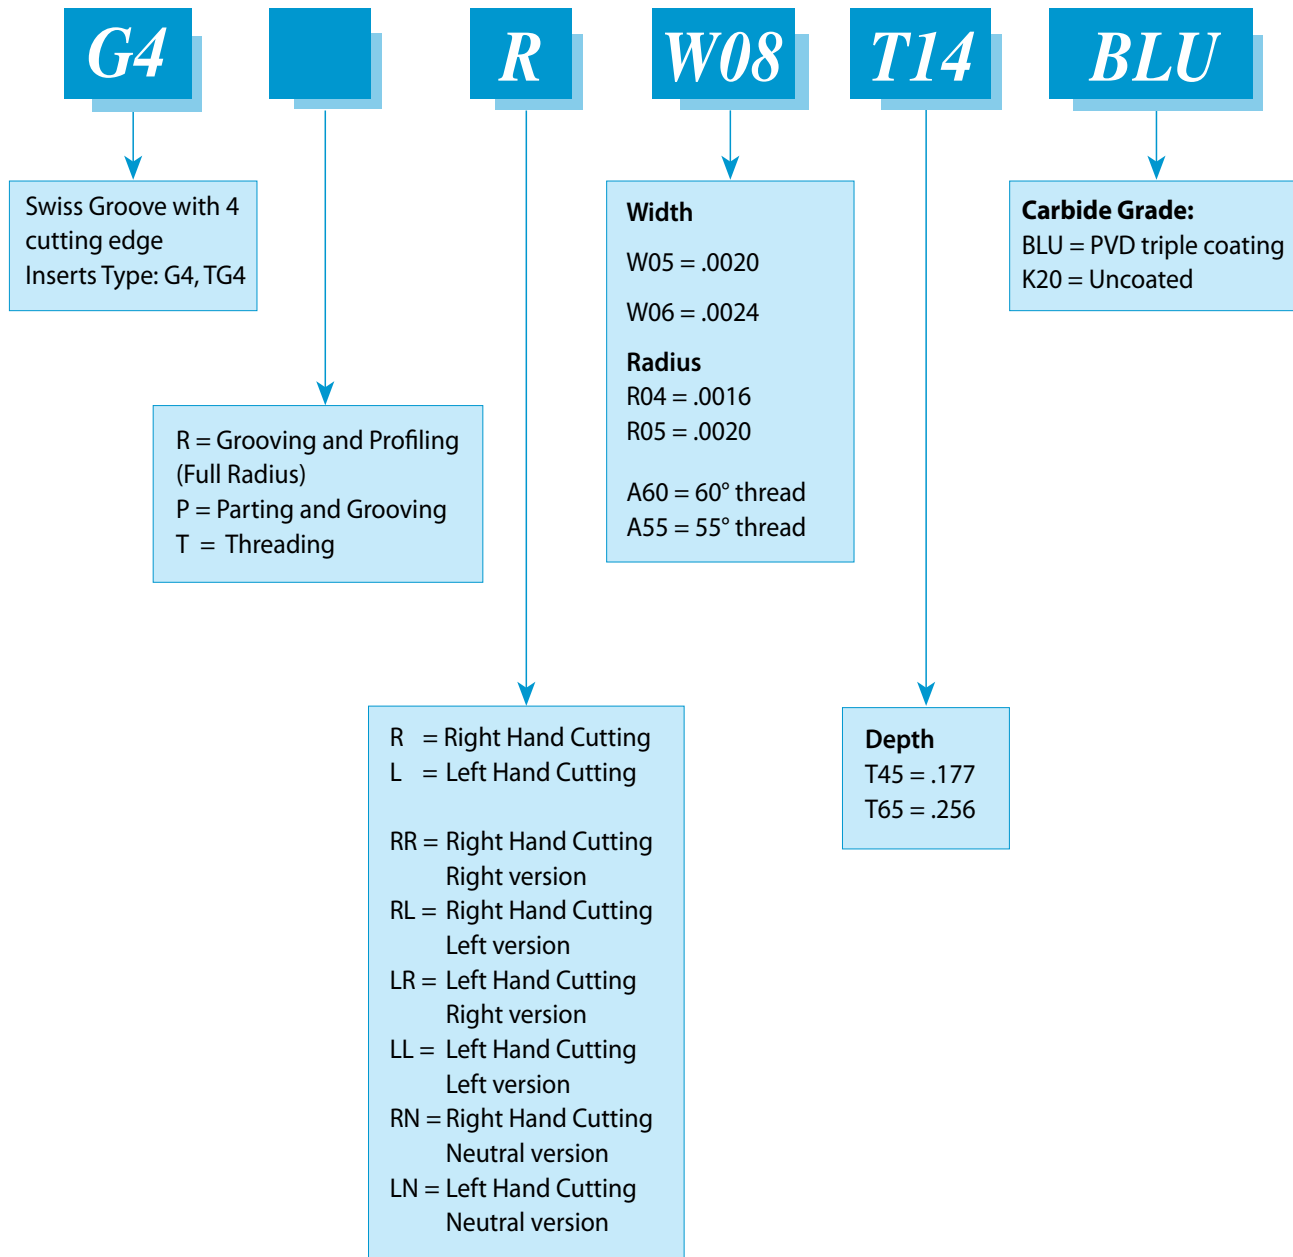 G4 R W08 T14 BLU
Swiss Groove with 4
cutting edge
Inserts Type: G4, TG4
R = Grooving and Profiling
(Full Radius)
P = Parting and Grooving
T = Threading
R = Right Hand Cutting
L = Left Hand Cutting
RR = Right Hand Cutting
Right version
RL = Right Hand Cutting
Left version
LR = Left Hand Cutting
Right version
LL = Left Hand Cutting
Left version
RN = Right Hand Cutting
Neutral version
LN = Left Hand Cutting
Neutral version
Width
W05 = .0020
W06 = .0024
Radius
R04 = .0016
R05 = .0020
A60 = 60° thread
A55 = 55° thread
Depth
T45 = .177
T65 = .256
Carbide Grade:
BLU = PVD triple coating
K20 = Uncoated